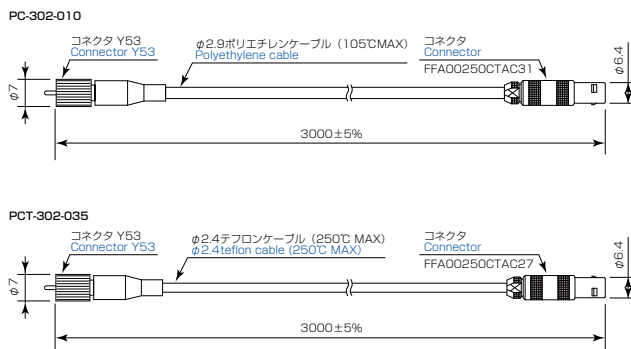 PC-302-010
コネクタ Y53
Connector Y53
φ2.9ポリエチレンケーブル（105℃MAX）
Polyethylene cable
コネクタ
Connector
FFA00250CTAC31
φ7
φ6.4
3000±5%
PCT-302-035
コネクタ Y53
Connector Y53
φ2.4テフロンケーブル（250℃ MAX）
φ2.4teflon cable (250℃ MAX)
コネクタ
Connector
FFA00250CTAC27
φ7
φ6.4
3000±5%